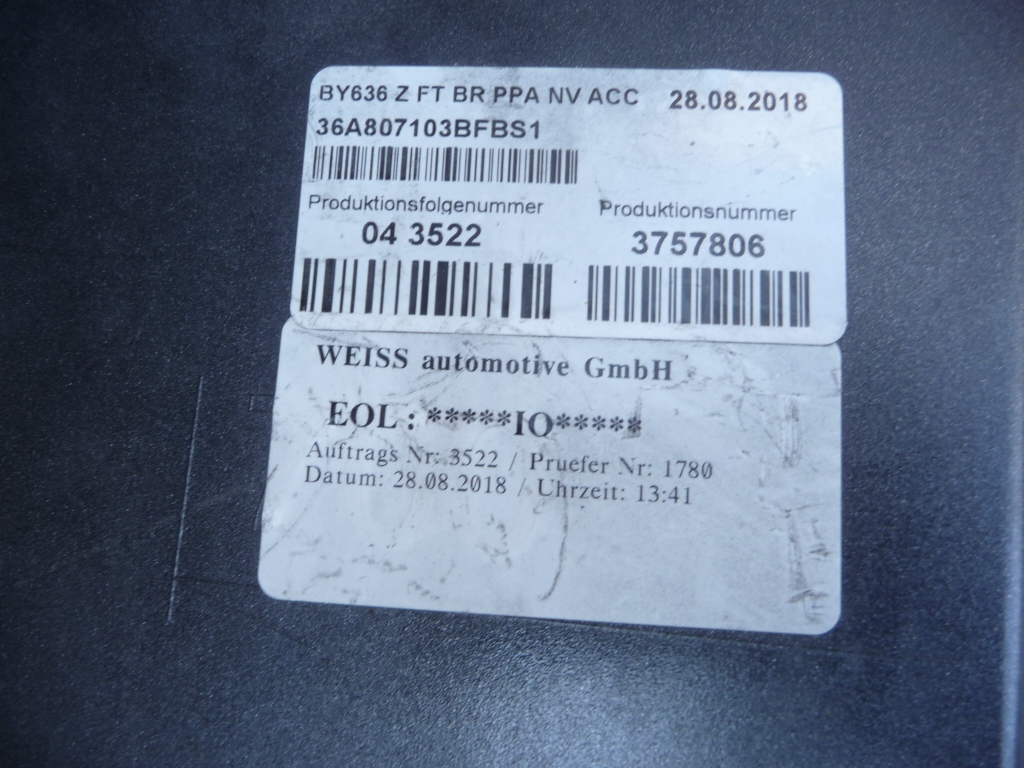 BY636 Z FT BR PPA NV ACC 28.08.2018
36A807103BFBS1
Produktionsfolgenummer Produktionsnummer
04 3522 3757806
WEISS automotive GmbH
EOL : *****IO*****
Auftrags Nr: 3522 / Pruefer Nr: 1780
Datum: 28.08.2018 / Uhrzeit: 13:41